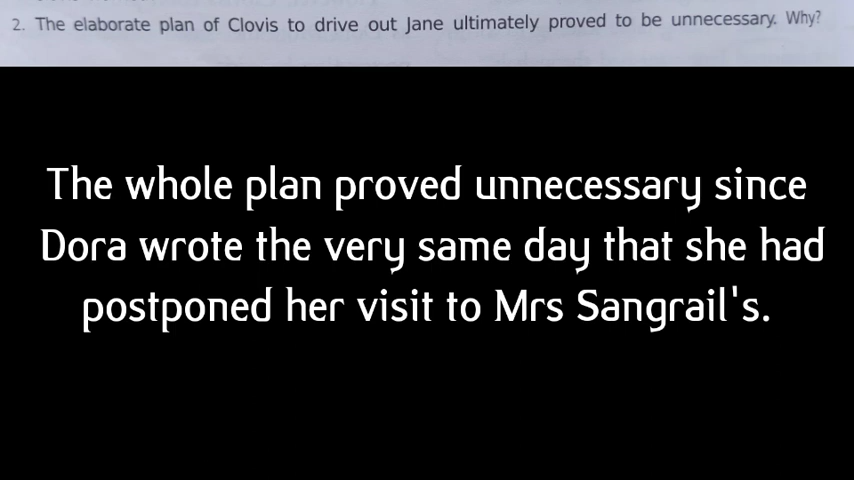 2. The elaborate plan of Clovis to drive out Jane ultimately proved to be unnecessary. Why?
The whole plan proved unnecessary since
Dora wrote the very same day that she had
postponed her visit to Mrs Sangrail's.